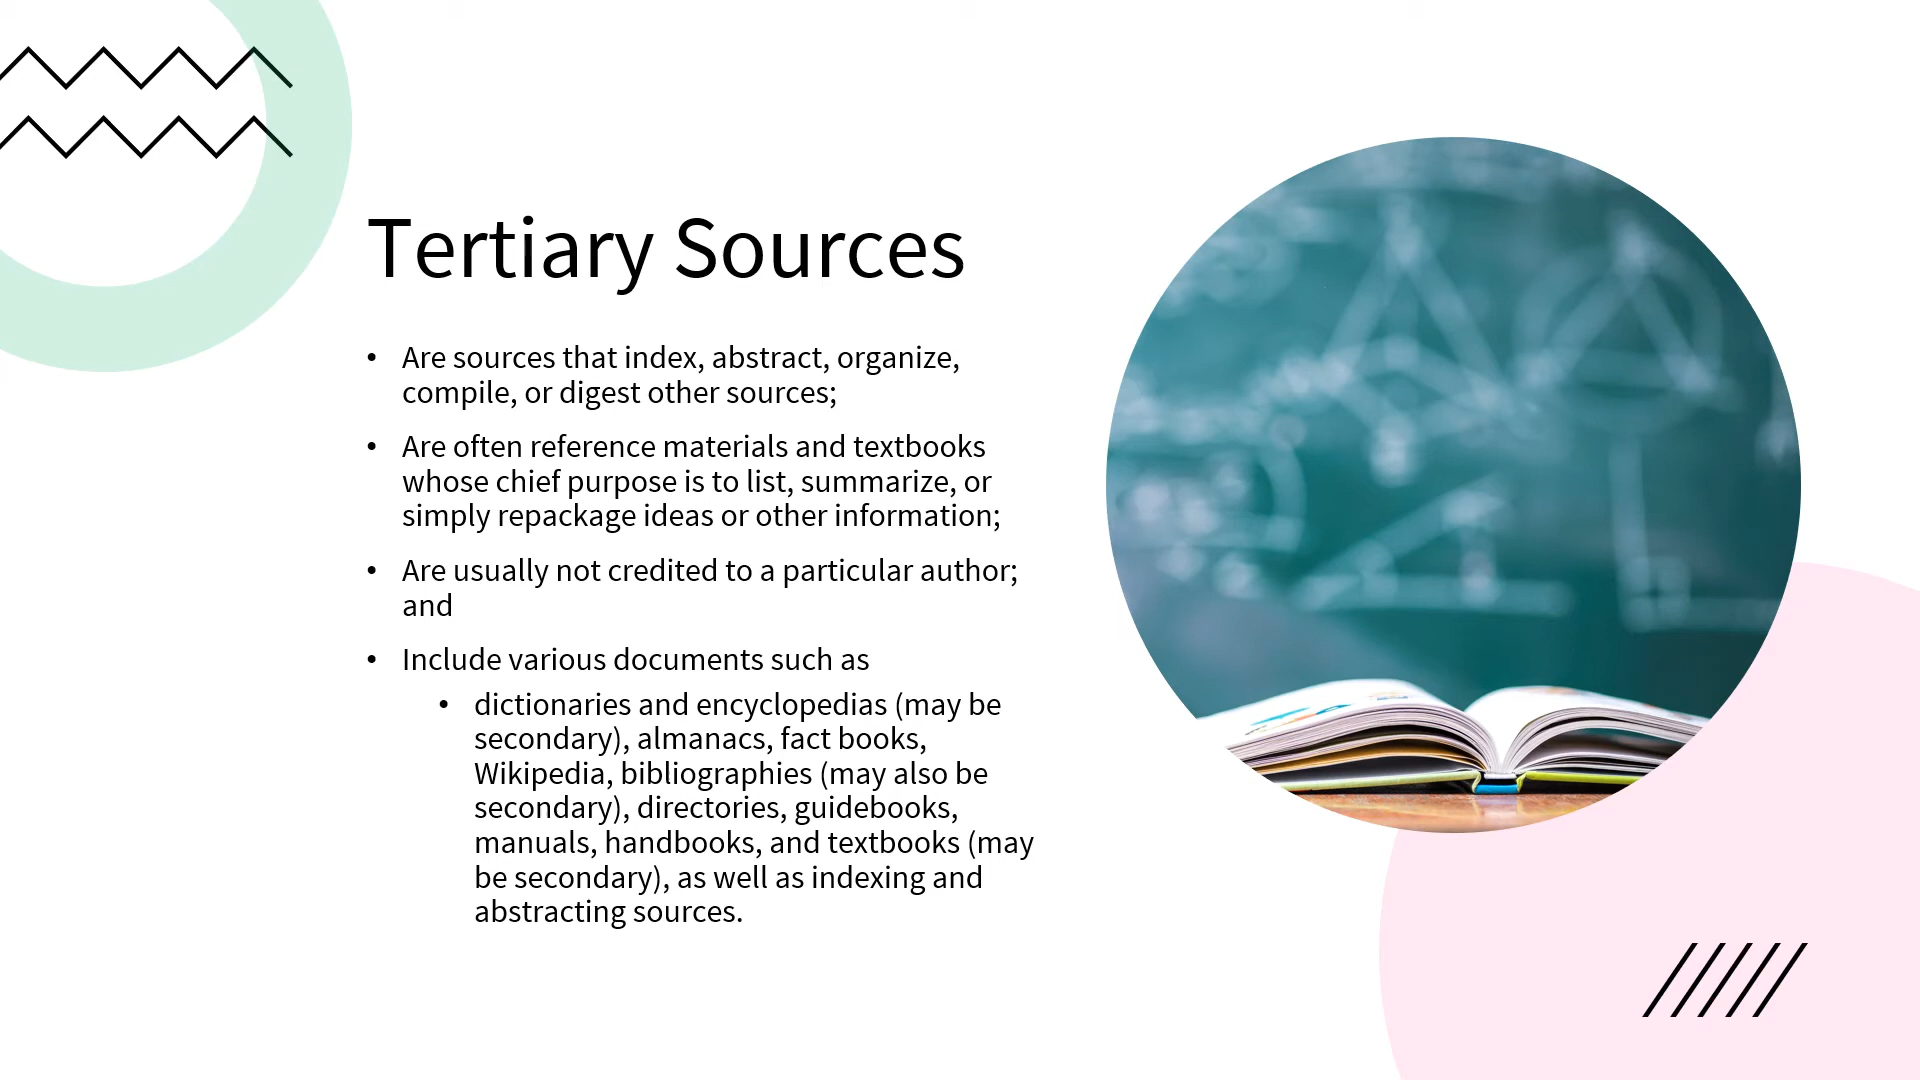 Tertiary Sources
• Are sources that index, abstract, organize,
compile, or digest other sources;
• Are often reference materials and textbooks
whose chief purpose is to list, summarize, or
simply repackage ideas or other information;
• Are usually not credited to a particular author;
and
• Include various documents such as
• dictionaries and encyclopedias (may be
secondary), almanacs, fact books,
Wikipedia, bibliographies (may also be
secondary), directories, guidebooks,
manuals, handbooks, and textbooks (may
be secondary), as well as indexing and
abstracting sources.